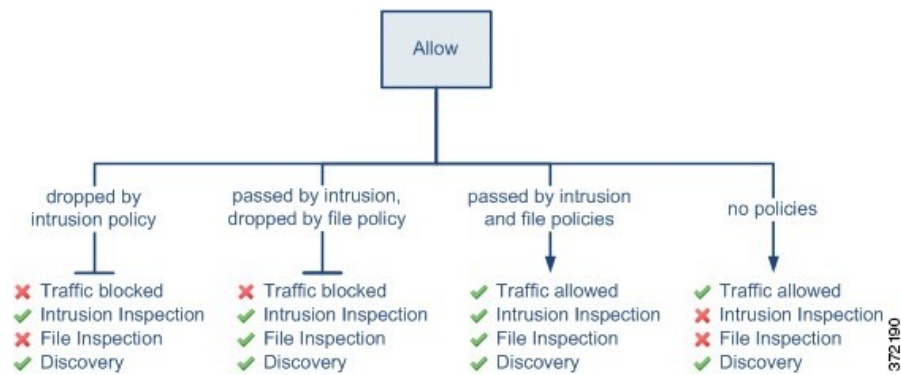 Allow
dropped by
intrusion policy
passed by intrusion,
dropped by file policy
passed by intrusion
and file policies
no policies
Traffic blocked
Intrusion Inspection
File Inspection
Discovery
Traffic blocked
Intrusion Inspection
File Inspection
Discovery
Traffic allowed
Intrusion Inspection
File Inspection
Discovery
Traffic allowed
Intrusion Inspection
File Inspection
Discovery
372190